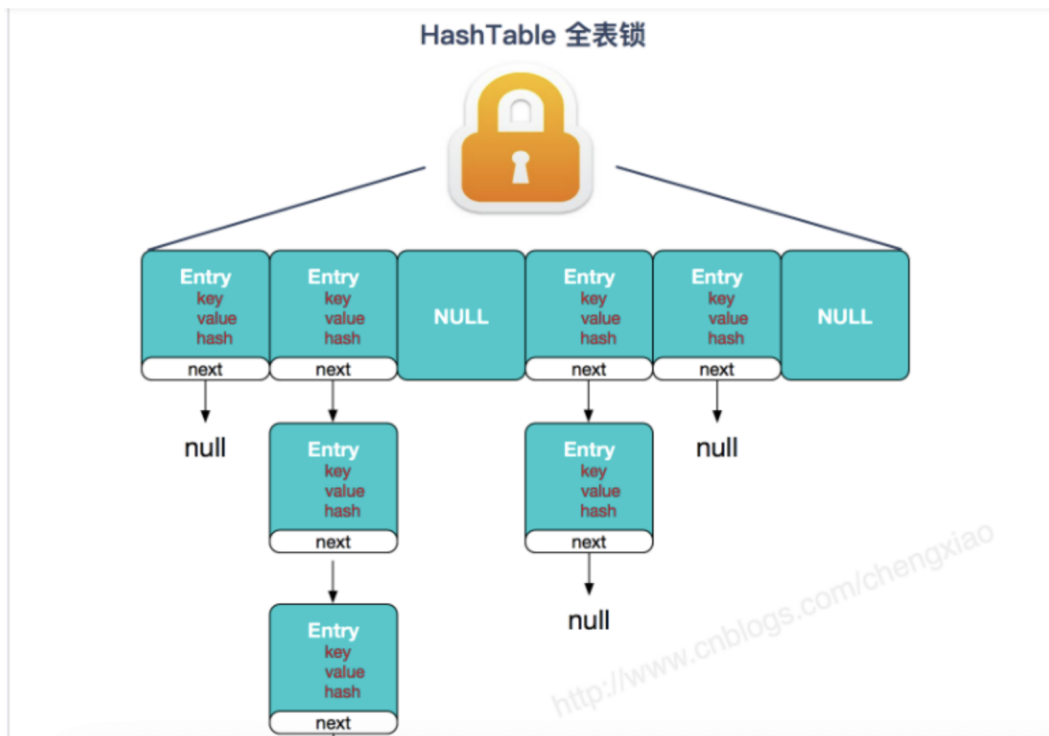 HashTable 全表锁
Entry
key
value
hash
next
Entry
key
value
hash
next
NULL
Entry
key
value
hash
next
Entry
key
value
hash
next
NULL
null
Entry
key
value
hash
next
Entry
key
value
hash
next
null
null
Entry
key
value
hash
next
http://www.cnblogs.com/chengxiao